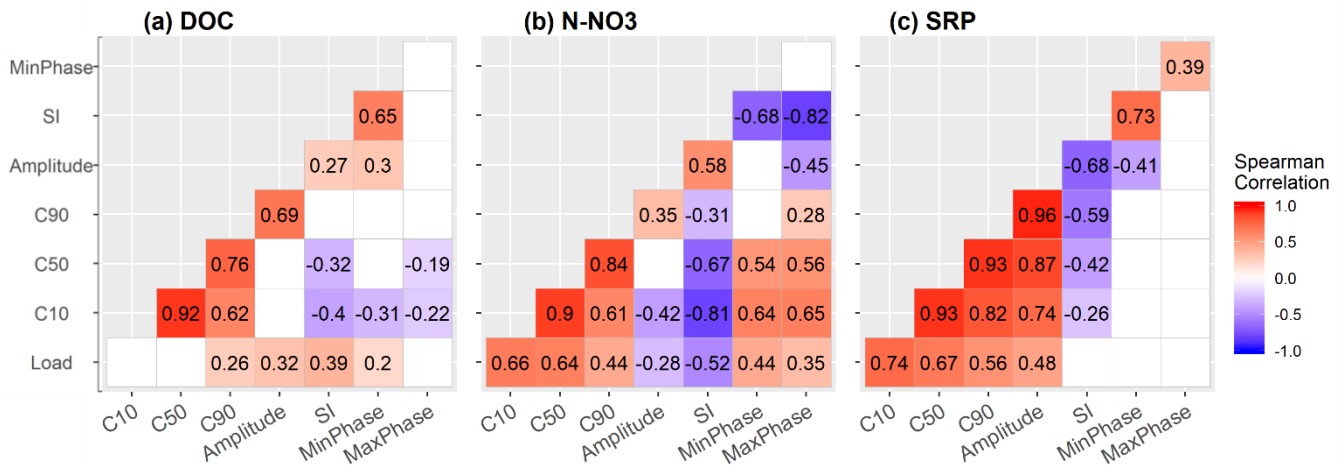 (a) DOC (b) N-NO3 (c) SRP
MinPhase 0.39
SI 0.65 -0.68 -0.82 0.73
Amplitude 0.27 0.3 0.58 -0.45 -0.68 -0.41
C90 0.69 0.35 -0.31 0.28 0.96 -0.59
C50 0.76 -0.32 -0.19 0.84 -0.67 0.54 0.56 0.93 0.87 -0.42
C10 0.92 0.62 -0.4 -0.31 -0.22 0.9 0.61 -0.42 -0.81 0.64 0.65 0.93 0.82 0.74 -0.26
Load 0.26 0.32 0.39 0.2 0.66 0.64 0.44 -0.28 -0.52 0.44 0.35 0.74 0.67 0.56 0.48
C10 C50 C90 Amplitude SI MinPhase MaxPhase C10 C50 C90 Amplitude SI MinPhase MaxPhase C10 C50 C90 Amplitude SI MinPhase MaxPhase
Spearman
Correlation
1.0
0.5
0.0
-0.5
-1.0